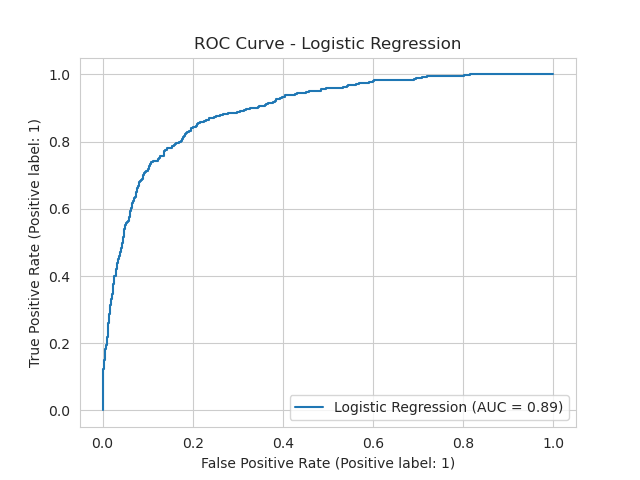 ROC Curve - Logistic Regression
True Positive Rate (Positive label: 1)
1.0
0.8
0.6
0.4
0.2
0.0
Logistic Regression (AUC = 0.89)
0.0 0.2 0.4 0.6 0.8 1.0
False Positive Rate (Positive label: 1)